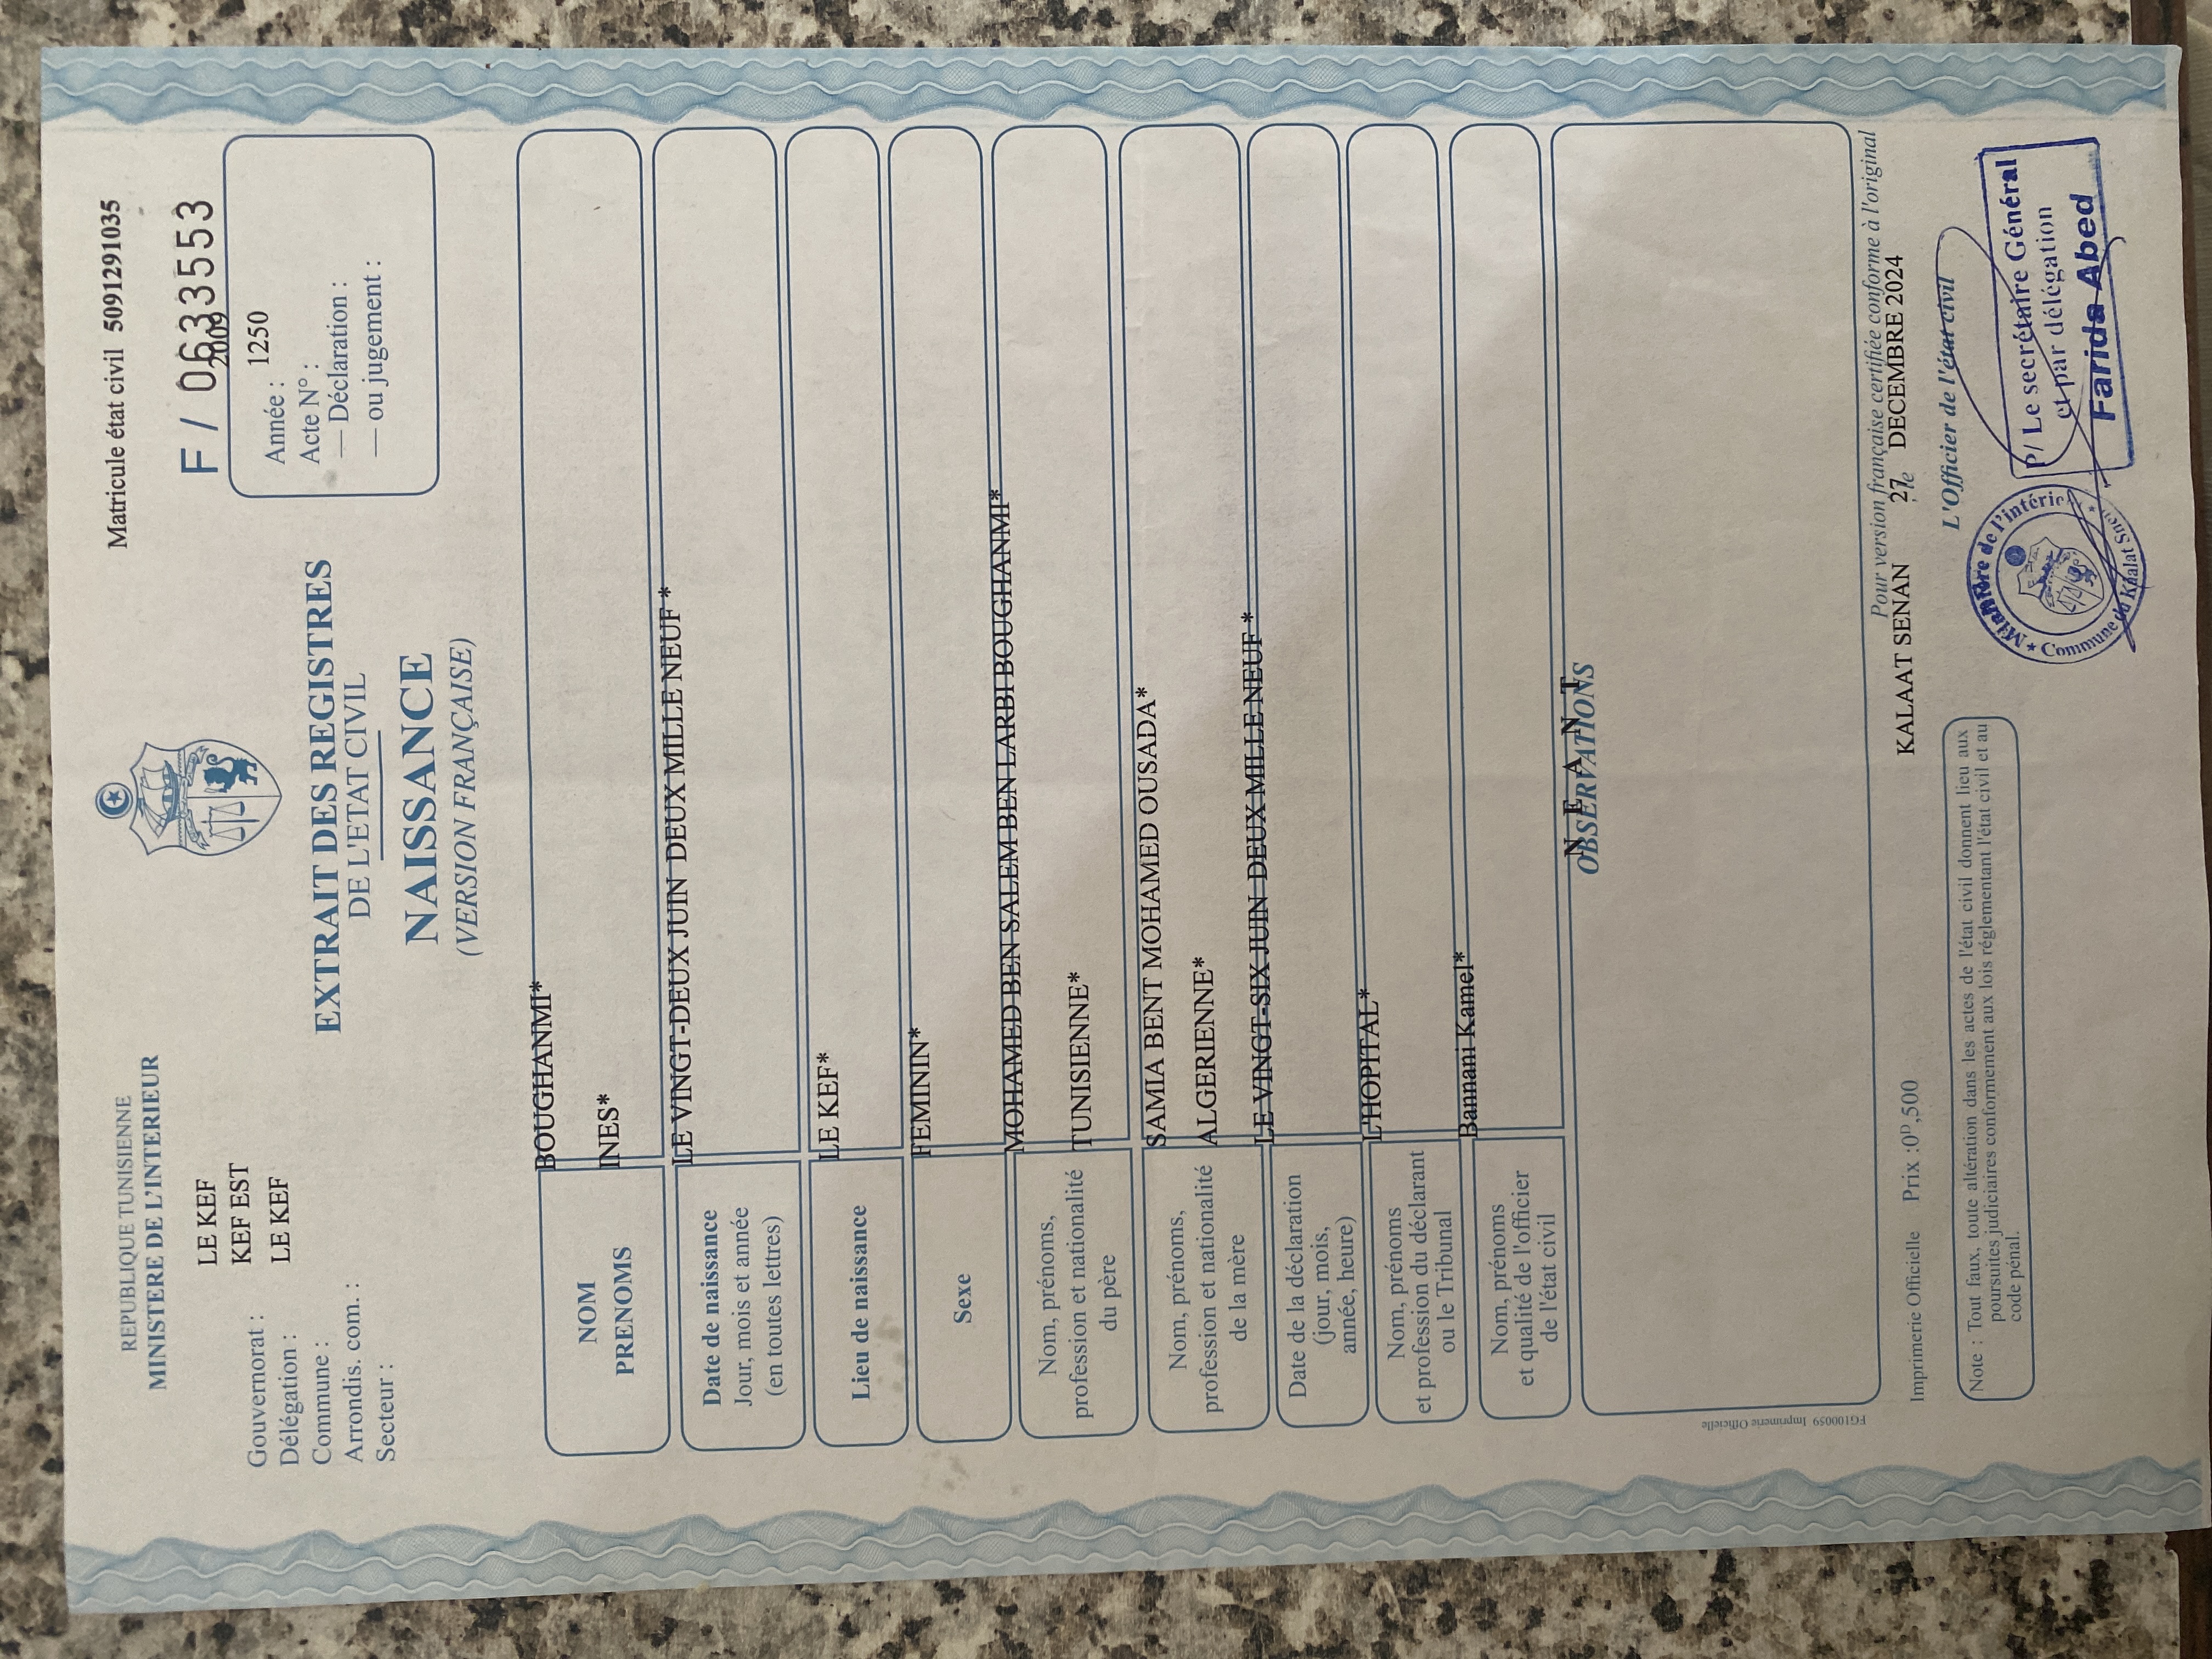 REPUBLIQUE TUNISIENNE
MINISTERE DE L'INTERIEUR
Matricule état civil 5091291035
F / 0633553
Gouvernorat : LE KEF
Délégation : KEF EST
Commune : LE KEF
Arrondis. com. :
Secteur :
2009
Année :
1250
Acte N° :
— Déclaration :
— ou jugement :
EXTRAIT DES REGISTRES
DE L'ETAT CIVIL
NAISSANCE
(VERSION FRANÇAISE)
NOM
BOUGHANMI*
PRENOMS
INES*
Date de naissance
Jour, mois et année
(en toutes lettres)
LE VINGT-DEUX JUIN DEUX MILLE NEUF *
Lieu de naissance
LE KEF*
Sexe
FEMININ*
Nom, prénoms,
profession et nationalité
du père
MOHAMED BEN SALEM BEN LARBI BOUGHANMI*
TUNISIENNE*
Nom, prénoms,
profession et nationalité
de la mère
SAMIA BENT MOHAMED OUSADA*
ALGERIENNE*
Date de la déclaration
(jour, mois,
année, heure)
LE VINGT-SIX JUIN DEUX MILLE NEUF *
Nom, prénoms
et profession du déclarant
ou le Tribunal
L'HOPITAL*
Nom, prénoms
et qualité de l'officier
de l'état civil
Bannani Kamel*
N E A N T
OBSERVATIONS
FG100059 Imprimerie Officielle
Pour version française certifiée conforme à l'original
Imprimerie Officielle Prix :0ᴰ,500
KALAAT SENAN , le 27 DECEMBRE 2024
L'Officier de l'état civil
Note : Tout faux, toute altération dans les actes de l'état civil donnent lieu aux
poursuites judiciaires conformement aux lois réglementant l'état civil et au
code pénal.
P/ Le secrétaire Général
et par délégation
Farida Abed
de l'intérie
Commune